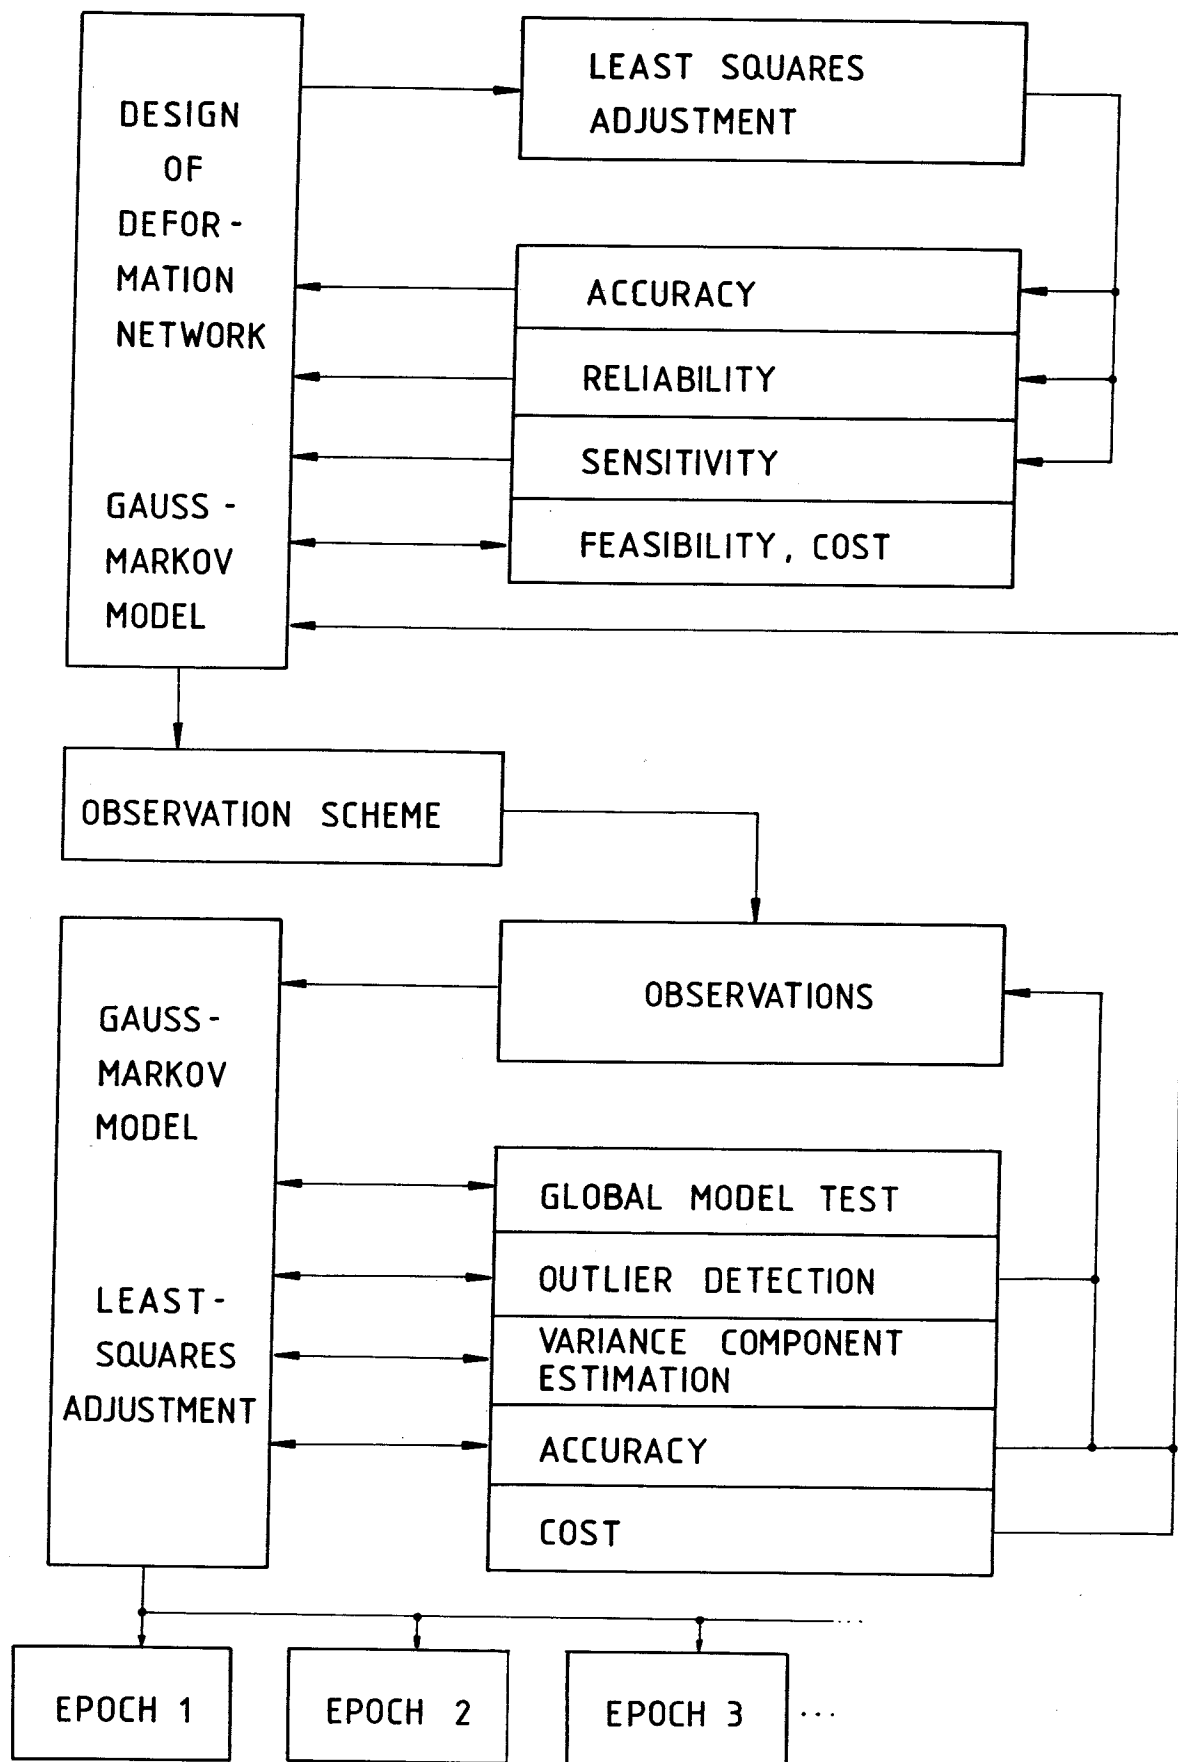 DESIGN
OF
DEFOR-
MATION
NETWORK
GAUSS-
MARKOV
MODEL
LEAST SQUARES
ADJUSTMENT
ACCURACY
RELIABILITY
SENSITIVITY
FEASIBILITY, COST
OBSERVATION SCHEME
OBSERVATIONS
GAUSS-
MARKOV
MODEL
LEAST-
SQUARES
ADJUSTMENT
GLOBAL MODEL TEST
OUTLIER DETECTION
VARIANCE COMPONENT
ESTIMATION
ACCURACY
COST
...
EPOCH 1
EPOCH 2
EPOCH 3
...